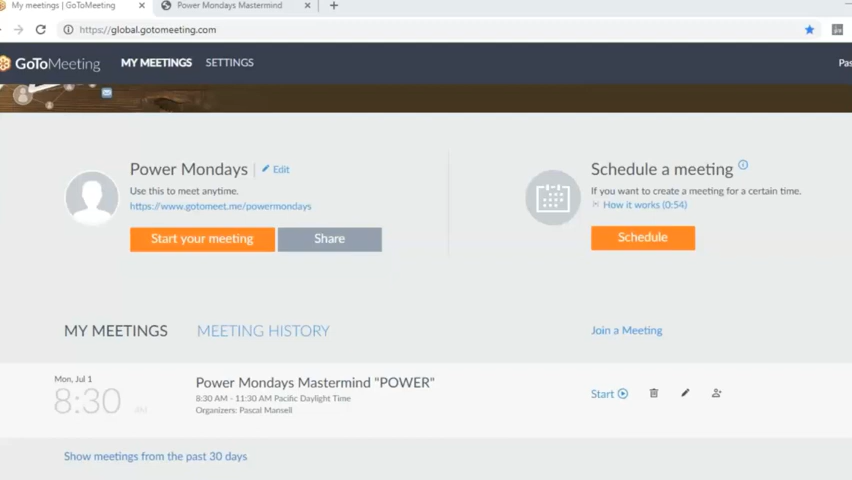 My meetings | GoToMeeting
Power Mondays Mastermind
https://global.gotomeeting.com
GoToMeeting
MY MEETINGS
SETTINGS
Pas
Power Mondays
Edit
Use this to meet anytime.
https://www.gotomeet.me/powermondays
Start your meeting
Share
Schedule a meeting
If you want to create a meeting for a certain time.
How it works (0:54)
Schedule
MY MEETINGS
MEETING HISTORY
Join a Meeting
Mon, Jul 1
8:30 AM
Power Mondays Mastermind "POWER"
8:30 AM - 11:30 AM Pacific Daylight Time
Organizers: Pascal Mansell
Start
Show meetings from the past 30 days